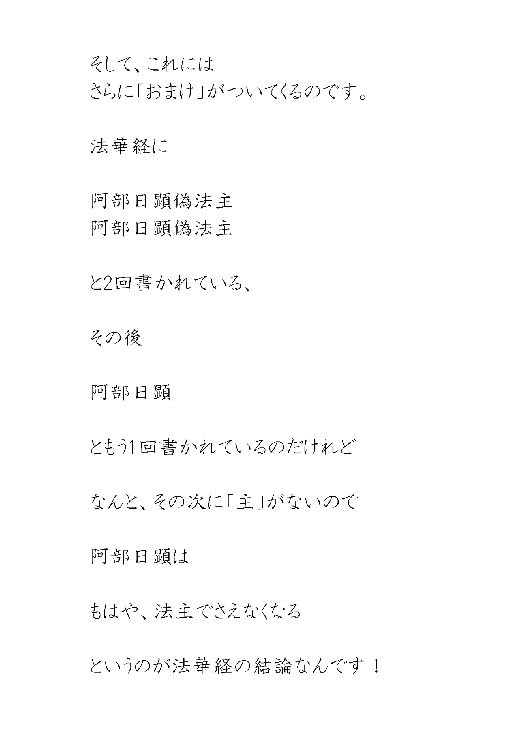 そして、これには
さらに「おまけ」がついてくるのです。
法華経に
阿部日顕偽法主
阿部日顕偽法主
と2回書かれている、
その後
阿部日顕
ともう1回書かれているのだけれど
なんと、その次に「主」がないので
阿部日顕は
もはや、法主でさえなくなる
というのが法華経の結論なんです！